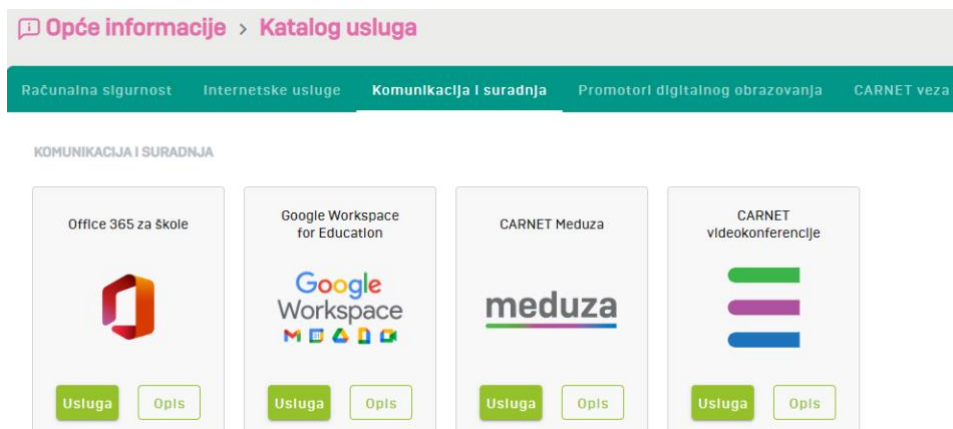 Opće informacije > Katalog usluga
Računalna sigurnost Internetske usluge Komunikacija i suradnja Promotori digitalnog obrazovanja CARNET veza
KOMUNIKACIJA I SURADNJA
Office 365 za škole
Google Workspace
for Education
CARNET Meduza
CARNET
videokonferencije
Google
Workspace
meduza
Usluga Opis Usluga Opis Usluga Opis Usluga Opis